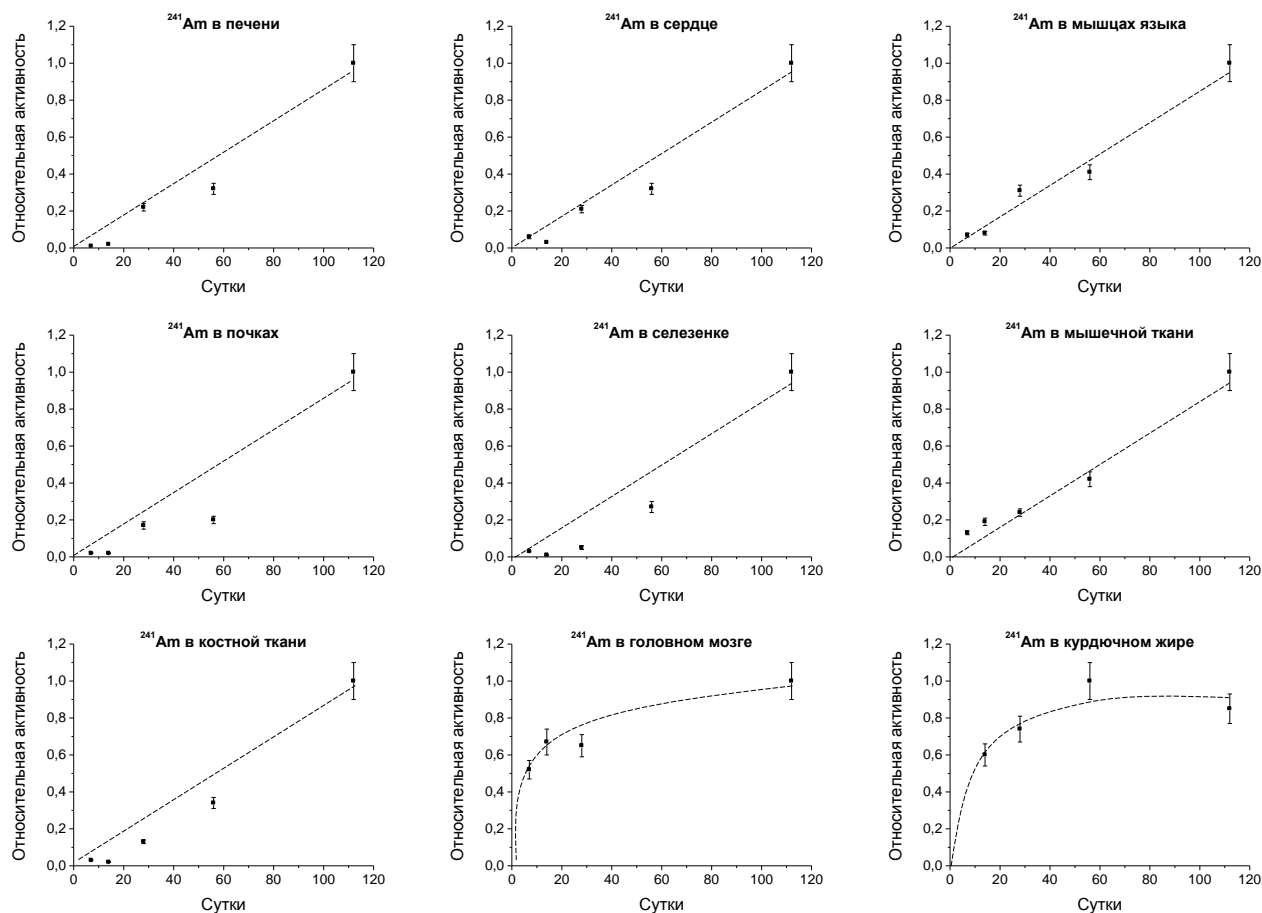 ²⁴¹Am в печени
Относительная активность
1,2
1,0
0,8
0,6
0,4
0,2
0,0
0 20 40 60 80 100 120
Сутки
²⁴¹Am в сердце
Относительная активность
1,2
1,0
0,8
0,6
0,4
0,2
0,0
0 20 40 60 80 100 120
Сутки
²⁴¹Am в мышцах языка
Относительная активность
1,2
1,0
0,8
0,6
0,4
0,2
0,0
0 20 40 60 80 100 120
Сутки
²⁴¹Am в почках
Относительная активность
1,2
1,0
0,8
0,6
0,4
0,2
0,0
0 20 40 60 80 100 120
Сутки
²⁴¹Am в селезенке
Относительная активность
1,2
1,0
0,8
0,6
0,4
0,2
0,0
0 20 40 60 80 100 120
Сутки
²⁴¹Am в мышечной ткани
Относительная активность
1,2
1,0
0,8
0,6
0,4
0,2
0,0
0 20 40 60 80 100 120
Сутки
²⁴¹Am в костной ткани
Относительная активность
1,2
1,0
0,8
0,6
0,4
0,2
0,0
0 20 40 60 80 100 120
Сутки
²⁴¹Am в головном мозге
Относительная активность
1,2
1,0
0,8
0,6
0,4
0,2
0,0
0 20 40 60 80 100 120
Сутки
²⁴¹Am в курдючном жире
Относительная активность
1,2
1,0
0,8
0,6
0,4
0,2
0,0
0 20 40 60 80 100 120
Сутки